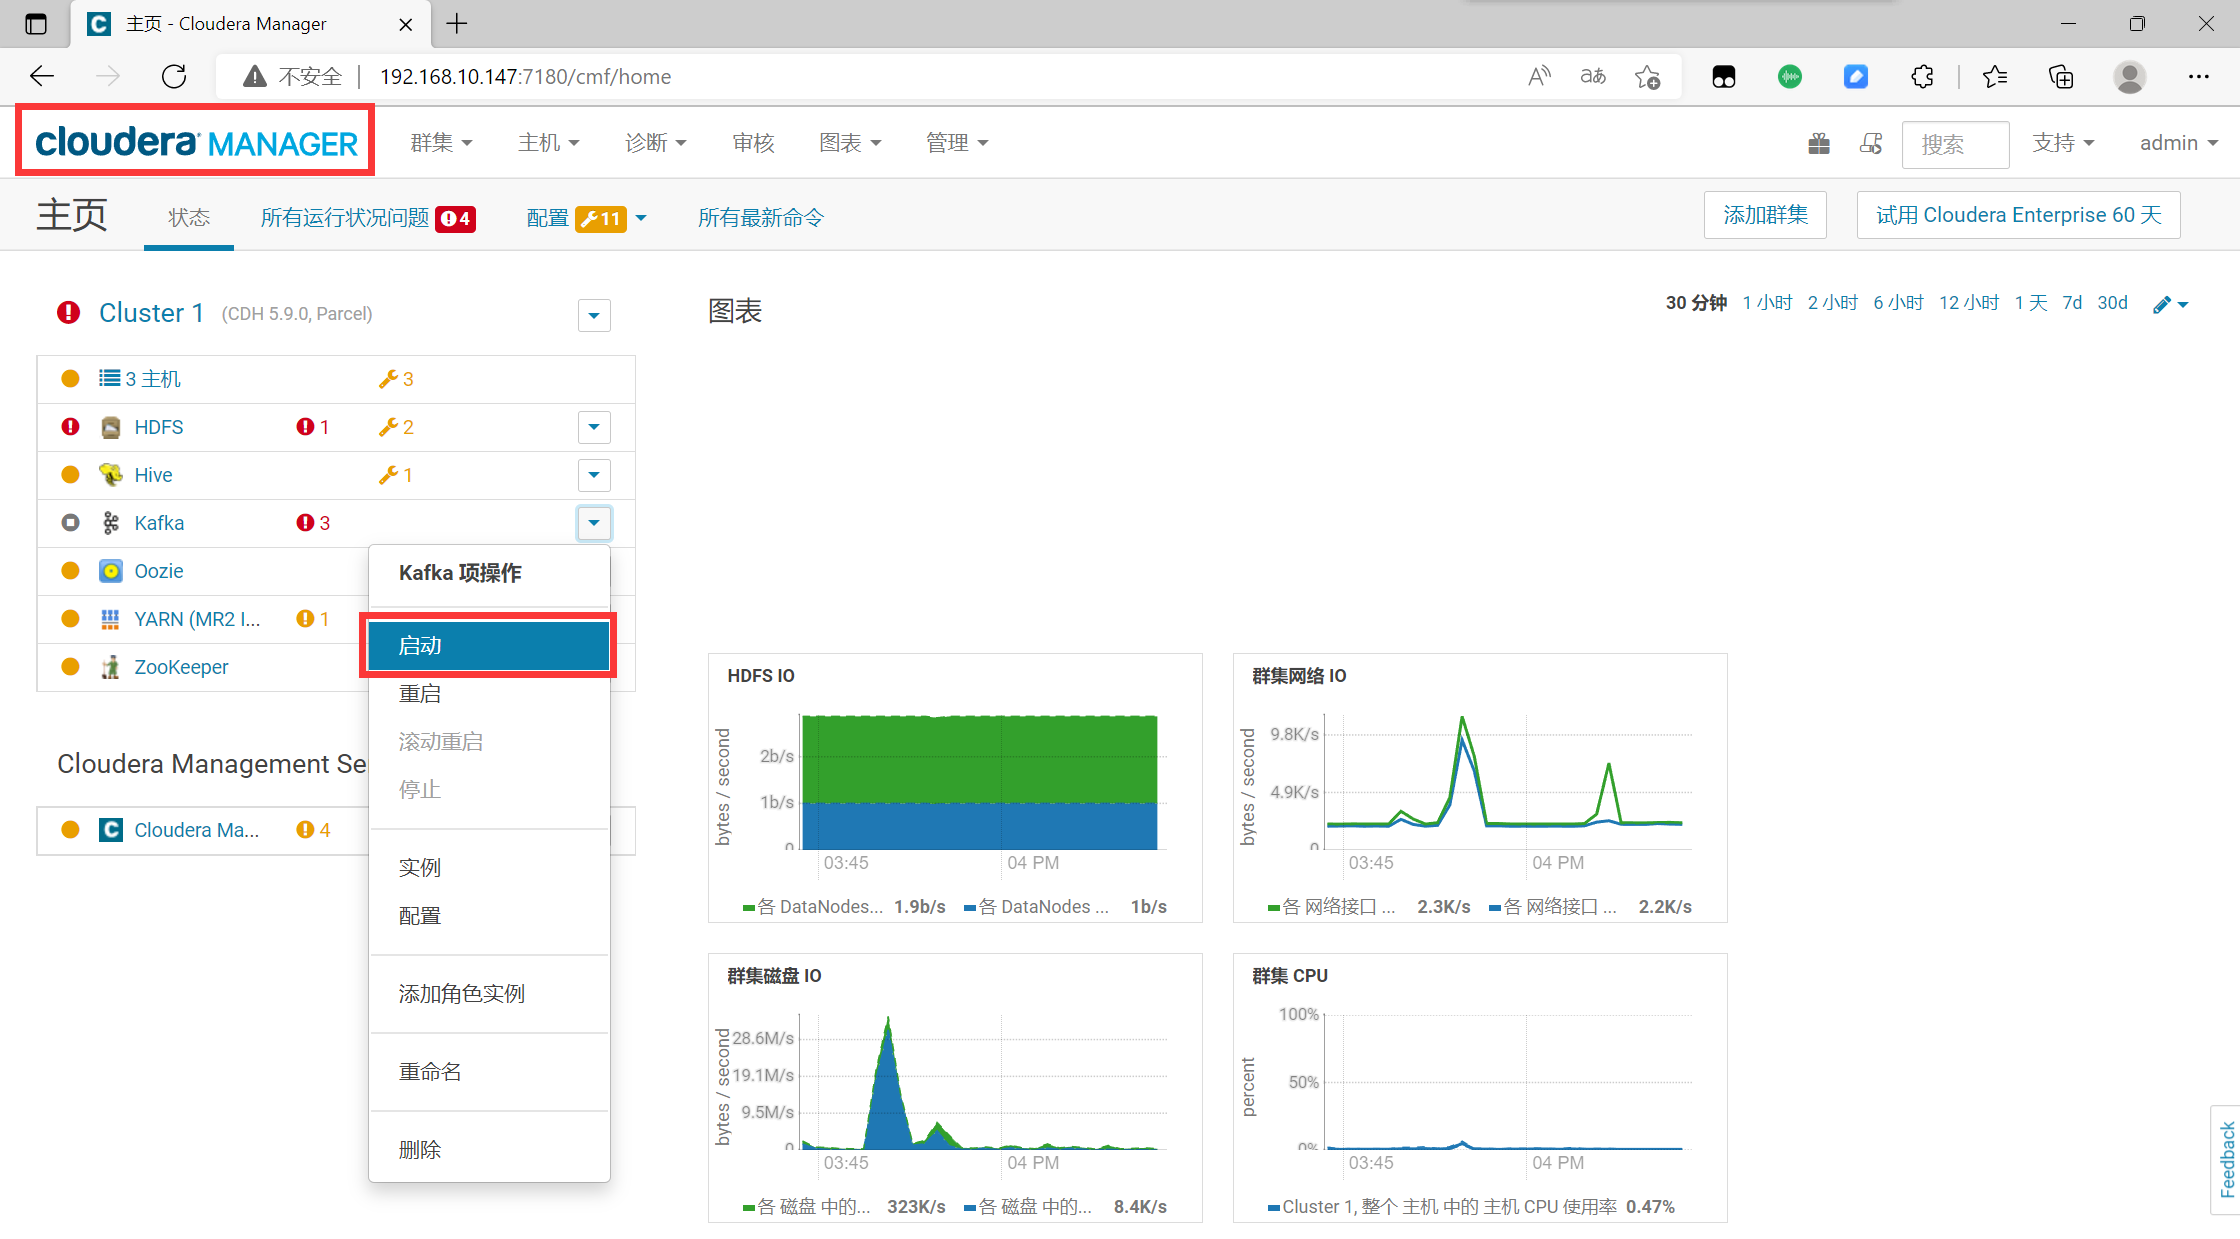 主页 - Cloudera Manager
不安全 192.168.10.147:7180/cmf/home
cloudera MANAGER 群集 主机 诊断 审核 图表 管理 搜索 支持 admin
主页 状态 所有运行状况问题 4 配置 11 所有最新命令 添加群集 试用 Cloudera Enterprise 60 天
Cluster 1 (CDH 5.9.0, Parcel)
3 主机 3
HDFS 1 2
Hive 1
Kafka 3
Oozie
YARN (MR2 I... 1
ZooKeeper
Cloudera Management Se
Cloudera Ma... 4
Kafka 项操作
启动
重启
滚动重启
停止
实例
配置
添加角色实例
重命名
删除
图表
30 分钟 1 小时 2 小时 6 小时 12 小时 1 天 7d 30d
HDFS IO
bytes / second
2b/s
1b/s
0
03:45 04 PM
各 DataNodes... 1.9b/s 各 DataNodes ... 1b/s
群集网络 IO
bytes / second
9.8K/s
4.9K/s
0
03:45 04 PM
各 网络接口 ... 2.3K/s 各 网络接口 ... 2.2K/s
群集磁盘 IO
bytes / second
28.6M/s
19.1M/s
9.5M/s
0
03:45 04 PM
各 磁盘 中的... 323K/s 各 磁盘 中的... 8.4K/s
群集 CPU
percent
100%
50%
0%
03:45 04 PM
Cluster 1, 整个 主机 中的 主机 CPU 使用率 0.47%
Feedback